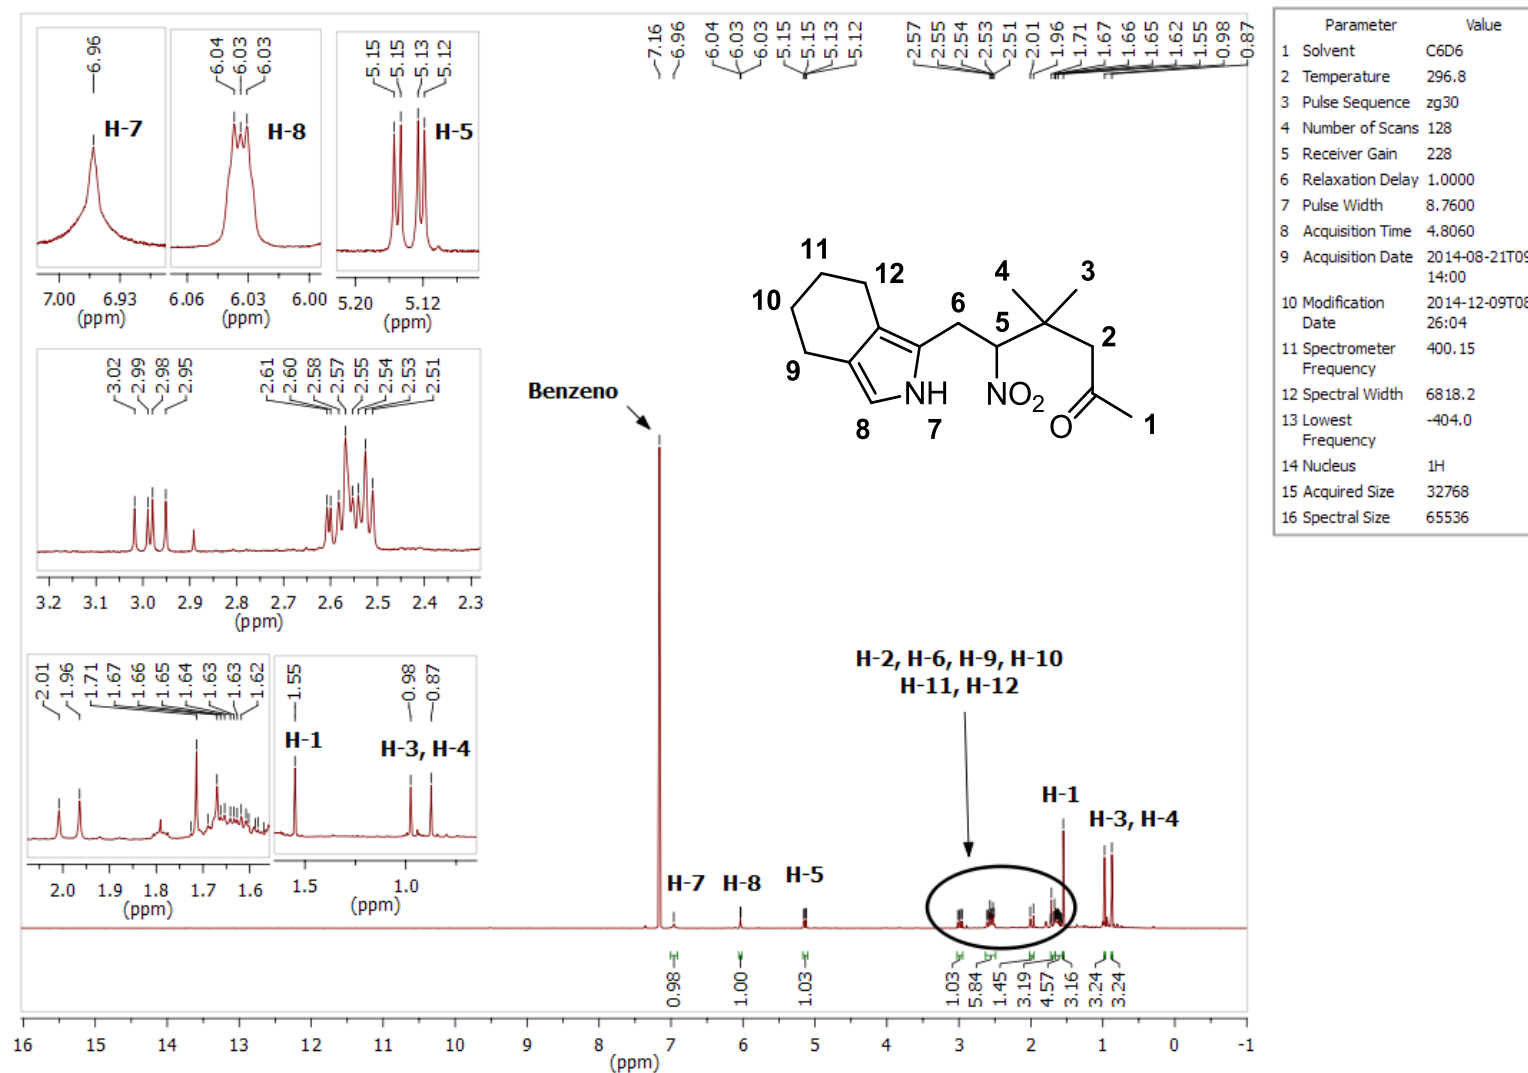 7.16 6.96 6.04 6.03 6.03 5.15 5.15 5.13 5.12 2.57 2.55 2.54 2.53 2.51 2.01 1.96 1.71 1.67 1.66 1.65 1.62 1.55 0.98 0.87
6.96
H-7
7.00 6.93
(ppm)
6.04 6.03 6.03
H-8
6.06 6.03 6.00
(ppm)
5.15 5.15 5.13 5.12
H-5
5.20 5.12
(ppm)
3.02 2.99 2.98 2.95 2.61 2.60 2.58 2.57 2.55 2.54 2.53 2.51
3.2 3.1 3.0 2.9 2.8 2.7 2.6 2.5 2.4 2.3
(ppm)
2.01 1.96 1.71 1.67 1.66 1.65 1.64 1.63 1.63 1.62
2.0 1.9 1.8 1.7 1.6
(ppm)
1.55 0.98 0.87
H-1
H-3, H-4
1.5 1.0
(ppm)
11 12 4 3
10 6 5 2
9
NH NO2
8 7 O 1
Benzeno
H-2, H-6, H-9, H-10
H-11, H-12
H-1
H-3, H-4
H-7 H-8 H-5
0.98 1.00 1.03 1.03 5.84 1.45 3.19 4.57 3.16 3.24 3.24
16 15 14 13 12 11 10 9 8 7 6 5 4 3 2 1 0 -1
(ppm)
Parameter Value
1 Solvent C6D6
2 Temperature 296.8
3 Pulse Sequence zg30
4 Number of Scans 128
5 Receiver Gain 228
6 Relaxation Delay 1.0000
7 Pulse Width 8.7600
8 Acquisition Time 4.8060
9 Acquisition Date 2014-08-21T09
14:00
10 Modification 2014-12-09T08
Date 26:04
11 Spectrometer 400.15
Frequency
12 Spectral Width 6818.2
13 Lowest -404.0
Frequency
14 Nucleus 1H
15 Acquired Size 32768
16 Spectral Size 65536